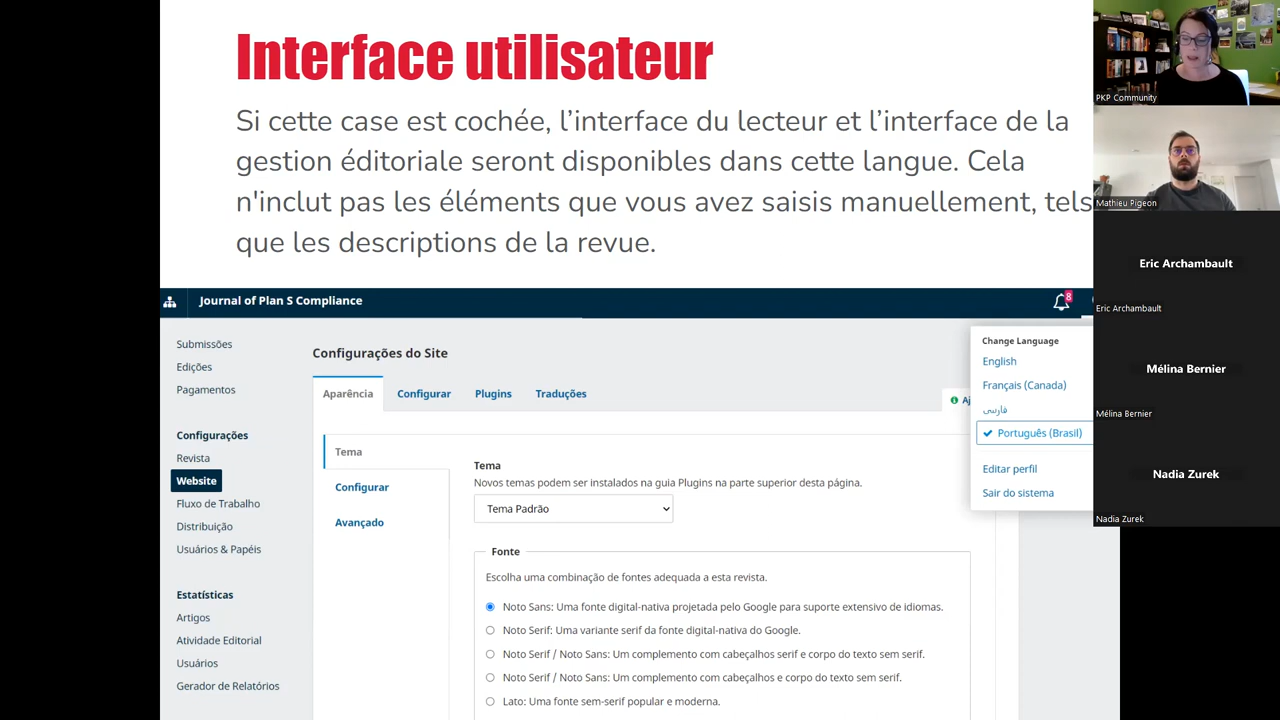 Interface utilisateur
Si cette case est cochée, l’interface du lecteur et l’interface de la
gestion éditoriale seront disponibles dans cette langue. Cela
n'inclut pas les éléments que vous avez saisis manuellement, tels
que les descriptions de la revue.
Journal of Plan S Compliance
8
Submissões
Edições
Pagamentos
Configurações
Revista
Website
Fluxo de Trabalho
Distribuição
Usuários & Papéis
Estatísticas
Artigos
Atividade Editorial
Usuários
Gerador de Relatórios
Configurações do Site
Aparência Configurar Plugins Traduções
Aj
Tema
Configurar
Avançado
Tema
Novos temas podem ser instalados na guia Plugins na parte superior desta página.
Tema Padrão
Fonte
Escolha uma combinação de fontes adequada a esta revista.
Noto Sans: Uma fonte digital-nativa projetada pelo Google para suporte extensivo de idiomas.
Noto Serif: Uma variante serif da fonte digital-nativa do Google.
Noto Serif / Noto Sans: Um complemento com cabeçalhos serif e corpo do texto sem serif.
Noto Serif / Noto Sans: Um complemento com cabeçalhos e corpo do texto sem serif.
Lato: Uma fonte sem-serif popular e moderna.
Change Language
English
Français (Canada)
فارسی
Português (Brasil)
Editar perfil
Sair do sistema
PKP Community
Mathieu Pigeon
Eric Archambault
Eric Archambault
Mélina Bernier
Mélina Bernier
Nadia Zurek
Nadia Zurek